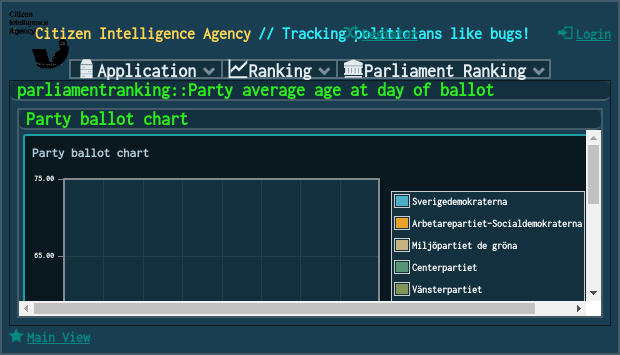 Citizen
Intelligence
Agency
Citizen Intelligence Agency // Tracking politicians like bugs!
Register
Login
Application
Ranking
Parliament Ranking
parliamentranking::Party average age at day of ballot
Party ballot chart
Party ballot chart
75.00
65.00
Sverigedemokraterna
Arbetarepartiet-Socialdemokraterna
Miljöpartiet de gröna
Centerpartiet
Vänsterpartiet
Main View